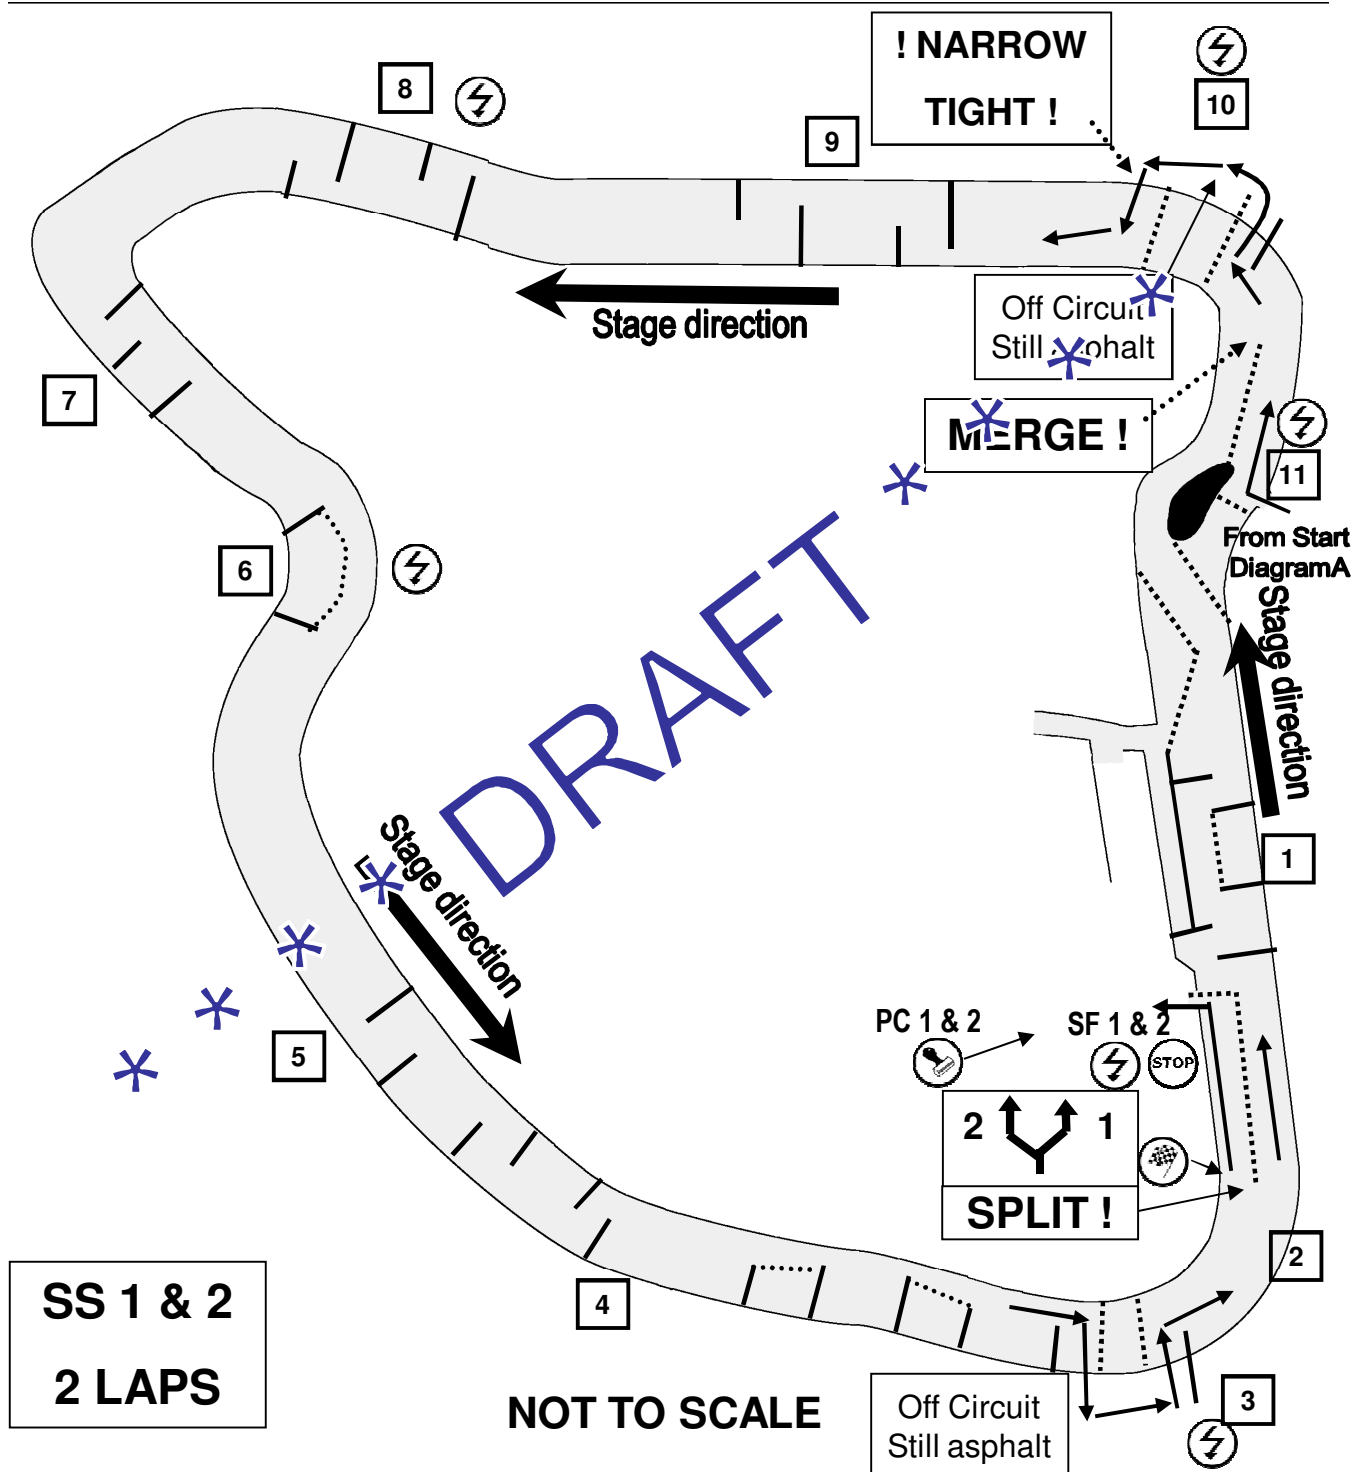 ! NARROW
TIGHT !
10
8
9
Off Circuit
Still asphalt
Stage direction
7
MERGE !
11
From Start
DiagramA
6
* * * * DRAFT * * * *
Stage direction
1
Stage direction
PC 1 & 2
SF 1 & 2
STOP
5
2 1
SPLIT !
2
SS 1 & 2
2 LAPS
4
NOT TO SCALE
Off Circuit
Still asphalt
3